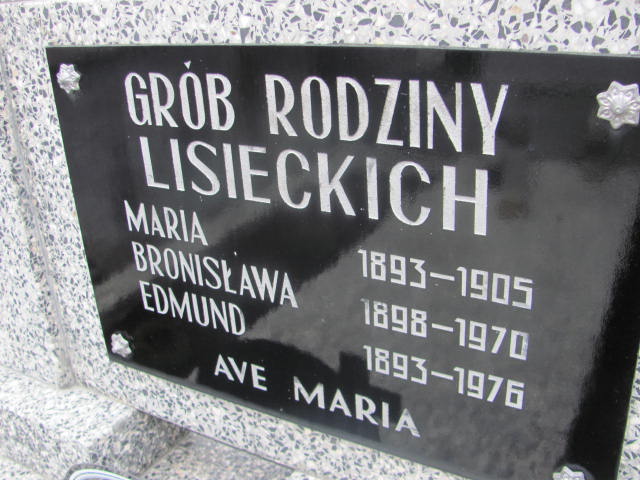 GRÓB RODZINY
LISIECKICH
MARIA 1893-1905
BRONISŁAWA 1898-1970
EDMUND 1893-1976
AVE MARIA